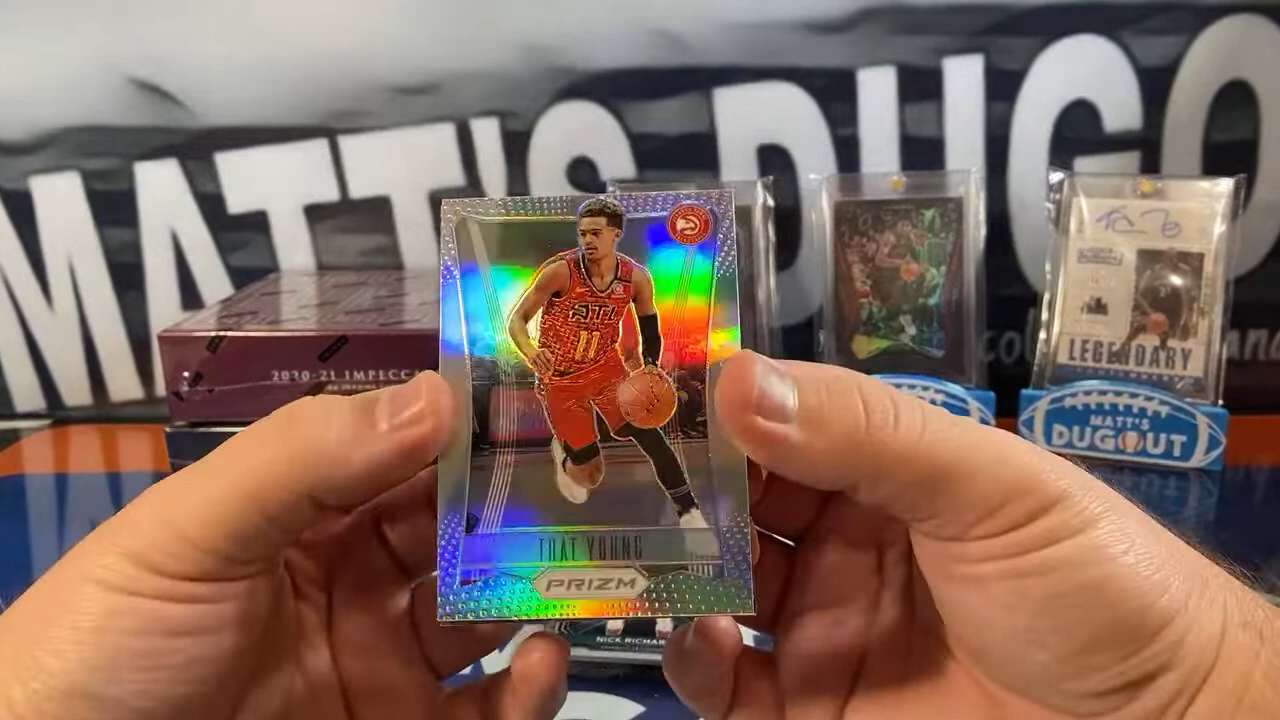 MATT'S DUGO
2020-21 IMPECCA
ATL
11
TRAE YOUNG
PRIZM
NICK RICHAR
LEGENDARY
MATT'S
DUGOUT